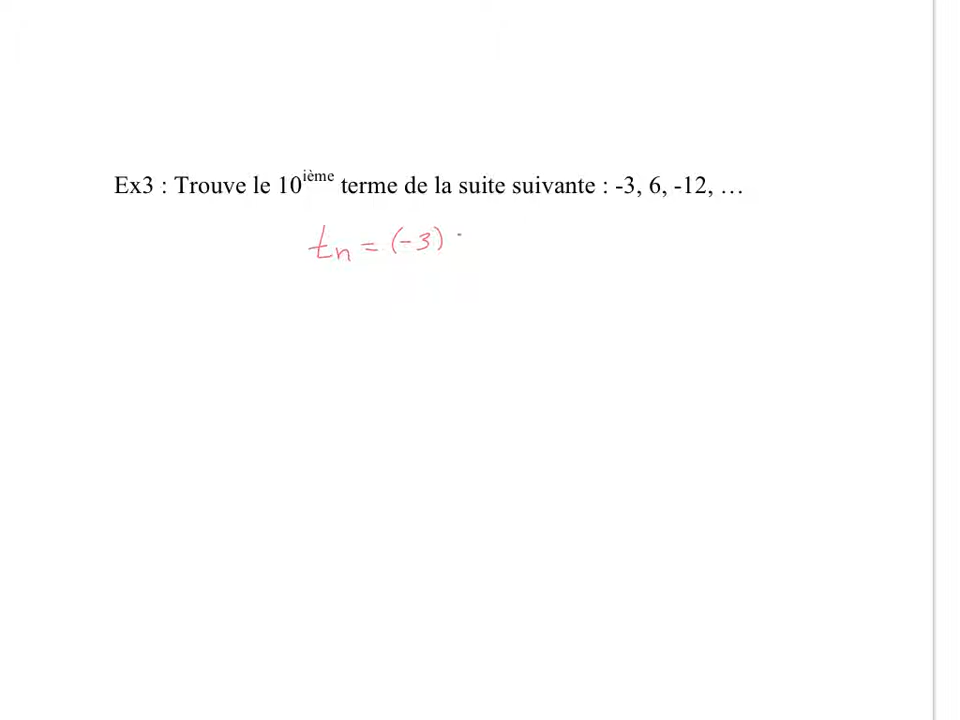 Ex3 : Trouve le 10ième terme de la suite suivante : -3, 6, -12, …
tn = (-3) ·